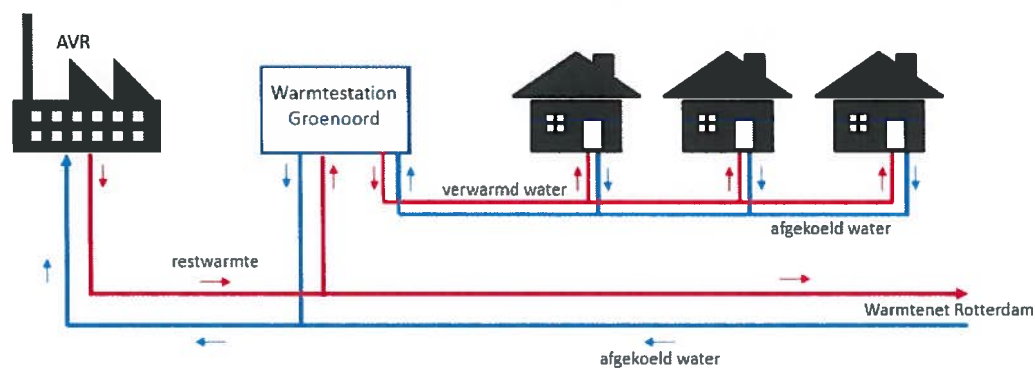 AVR
Warmtestation
Groenoord
verwarmd water
afgekoeld water
restwarmte
Warmtenet Rotterdam
afgekoeld water